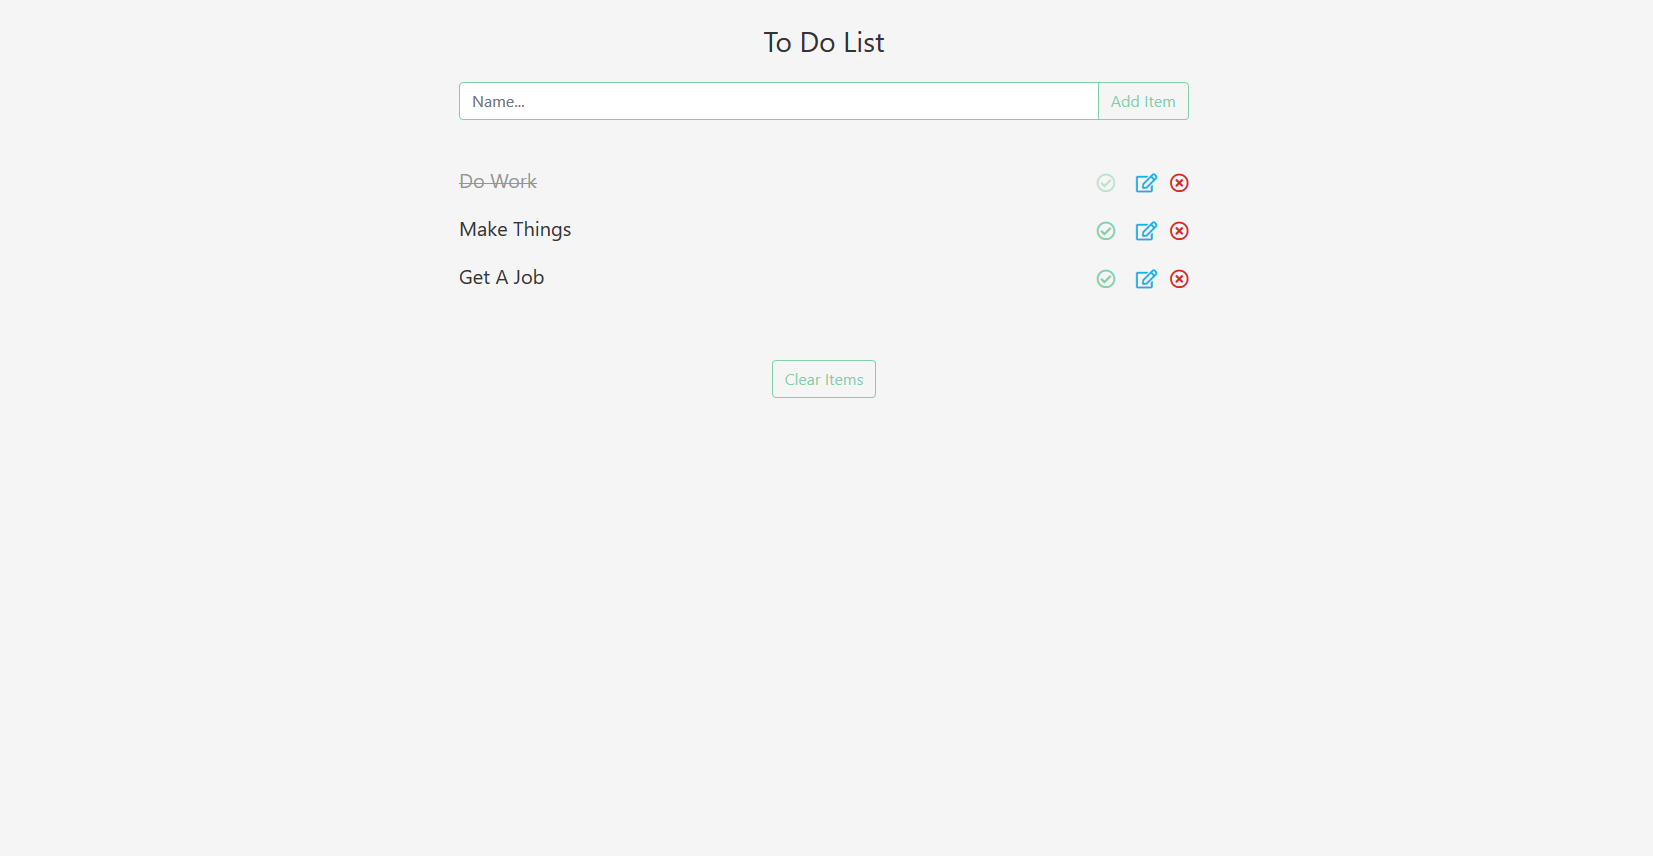 To Do List
Name... Add Item
Do Work
Make Things
Get A Job
Clear Items